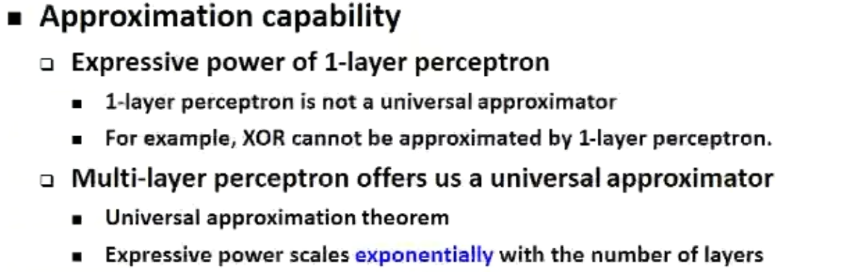 Approximation capability
Expressive power of 1-layer perceptron
1-layer perceptron is not a universal approximator
For example, XOR cannot be approximated by 1-layer perceptron.
Multi-layer perceptron offers us a universal approximator
Universal approximation theorem
Expressive power scales exponentially with the number of layers